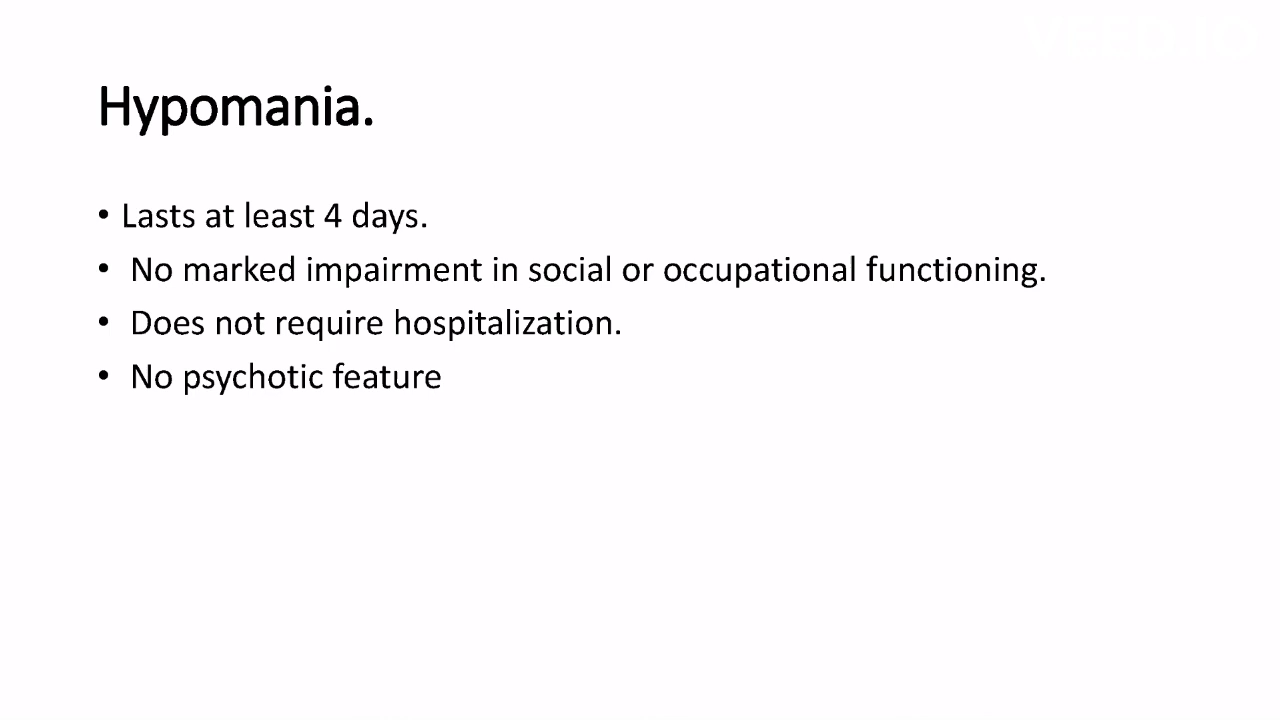 Hypomania.
• Lasts at least 4 days.
• No marked impairment in social or occupational functioning.
• Does not require hospitalization.
• No psychotic feature